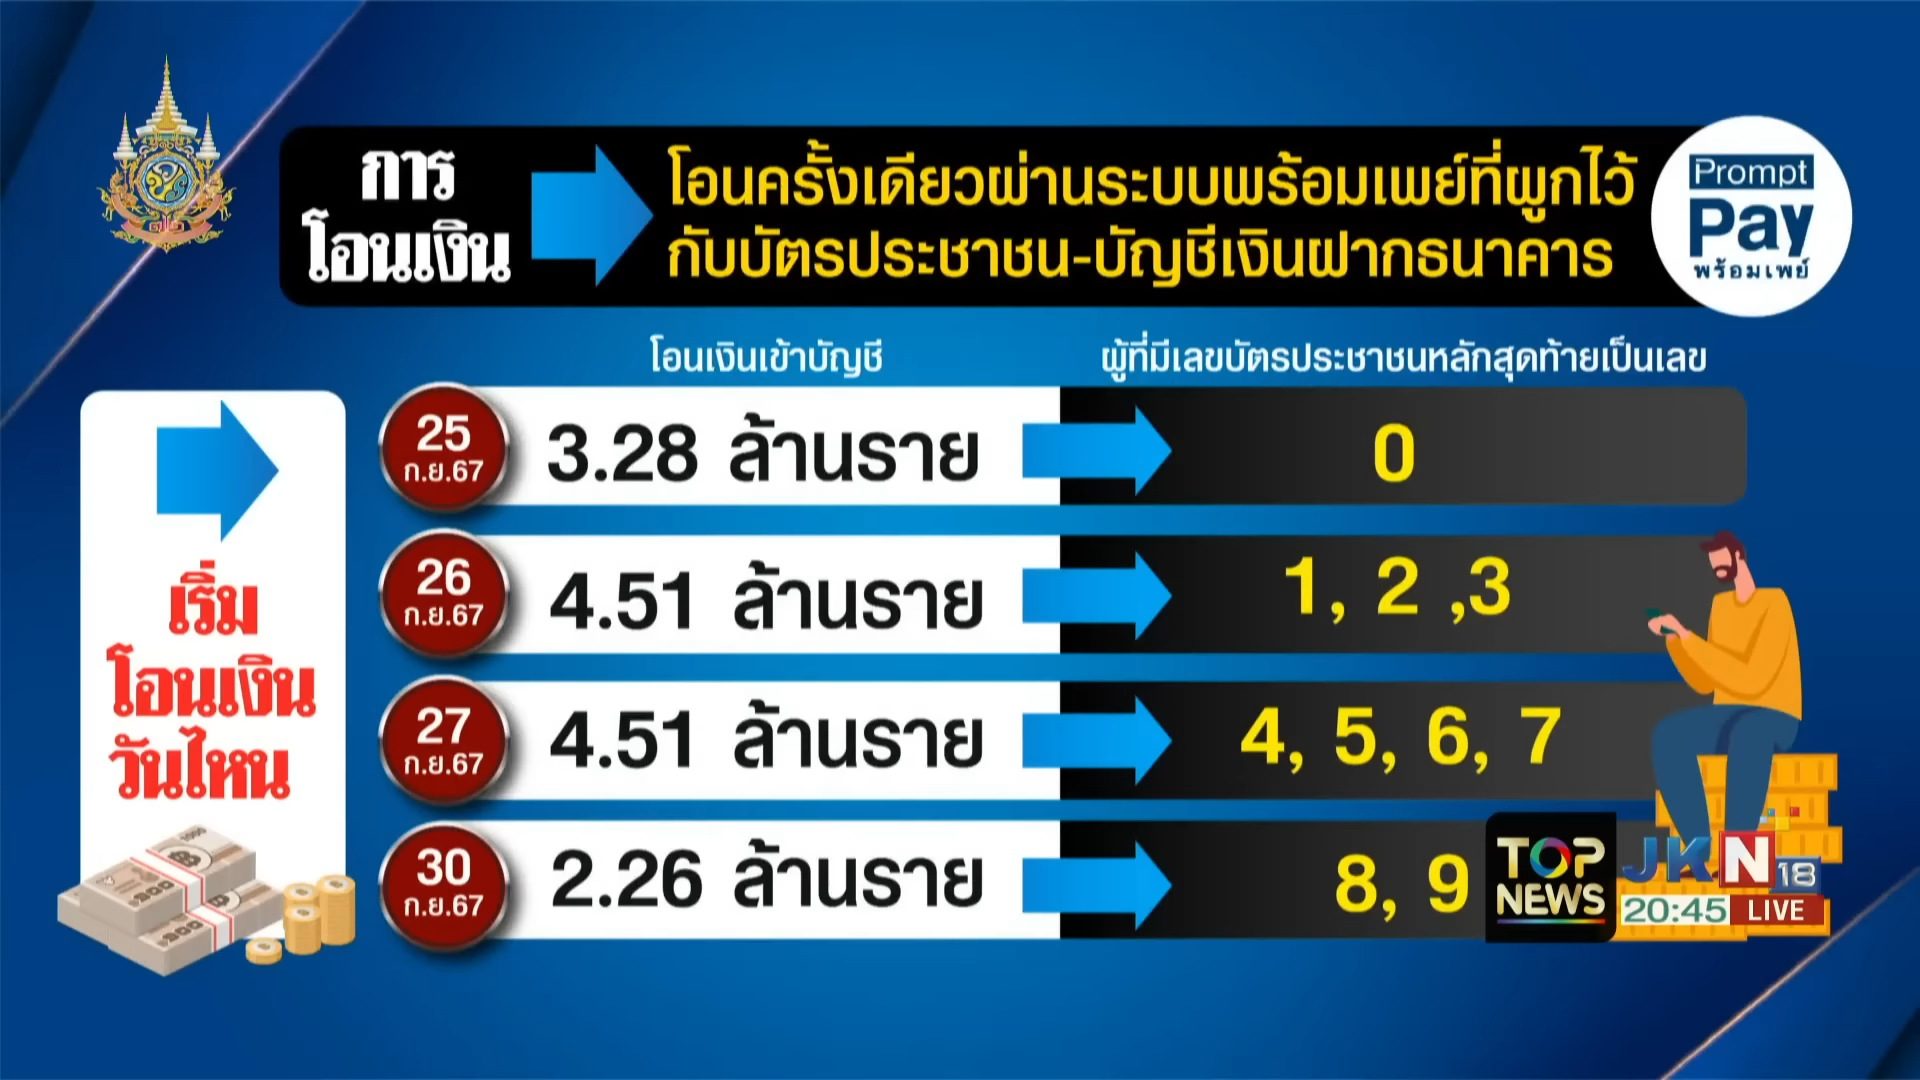 การ
โอนเงิน
โอนครั้งเดียวผ่านระบบพร้อมเพย์ที่ผูกไว้
กับบัตรประชาชน-บัญชีเงินฝากธนาคาร
Prompt
Pay
พร้อมเพย์
โอนเงินเข้าบัญชี
ผู้ที่มีเลขบัตรประชาชนหลักสุดท้ายเป็นเลข
เริ่ม
โอนเงิน
วันไหน
25
ก.ย.67
3.28 ล้านราย
0
26
ก.ย.67
4.51 ล้านราย
1, 2 ,3
27
ก.ย.67
4.51 ล้านราย
4, 5, 6, 7
30
ก.ย.67
2.26 ล้านราย
8, 9
TOP
NEWS
JKN18
20:45 LIVE